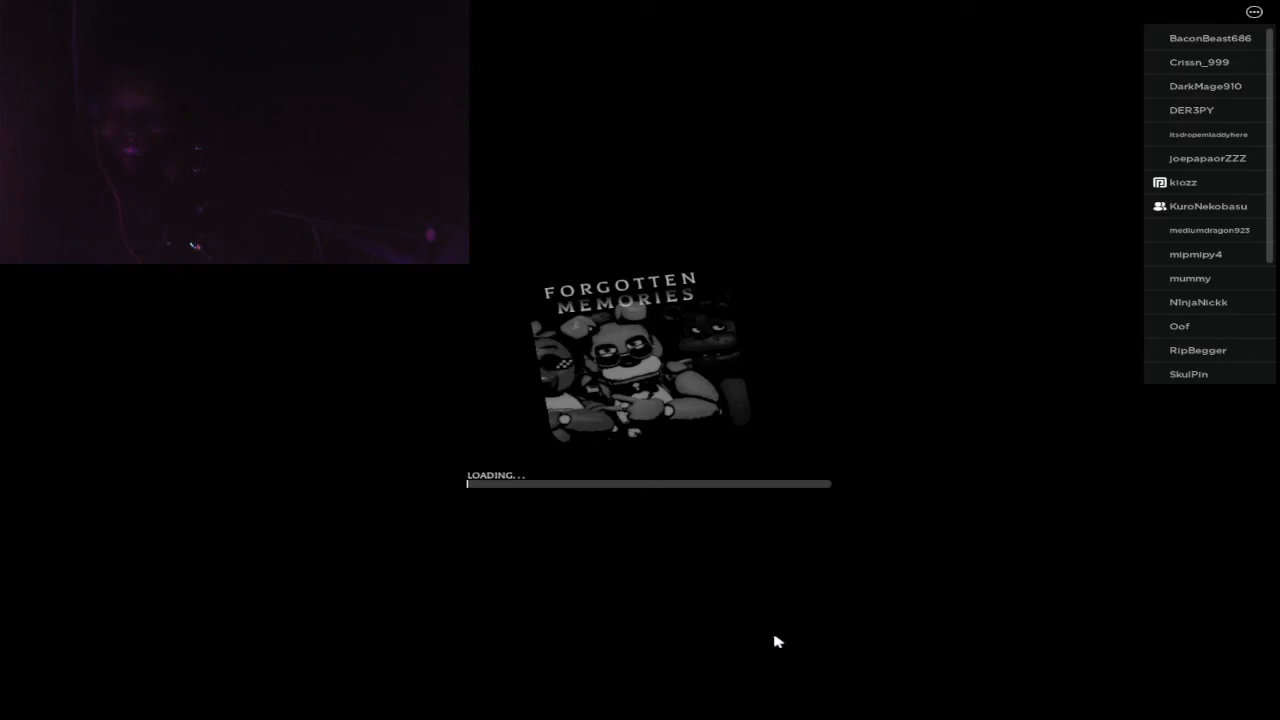 BaconBeast686
Crissn_999
DarkMage910
DER3PY
itsdropemladdyhere
joepapaorZZZ
kiozz
KuroNekobasu
mediumdragon923
mipmipy4
mummy
N1njaNickk
Oof
RipBegger
SkulPin
FORGOTTEN
MEMORIES
LOADING...